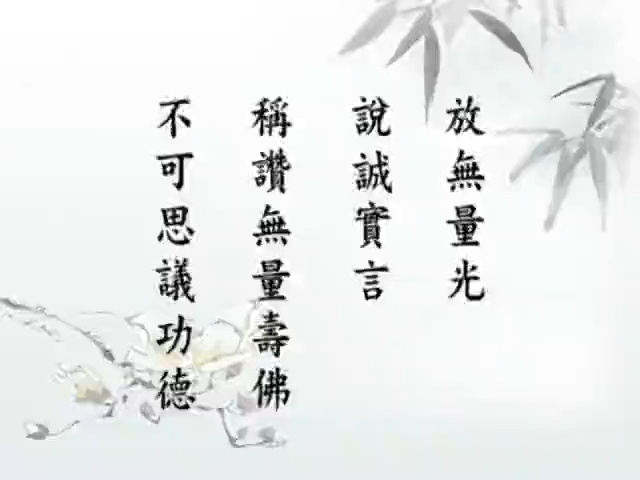 放無量光
說誠實言
稱讚無量壽佛
不可思議功德